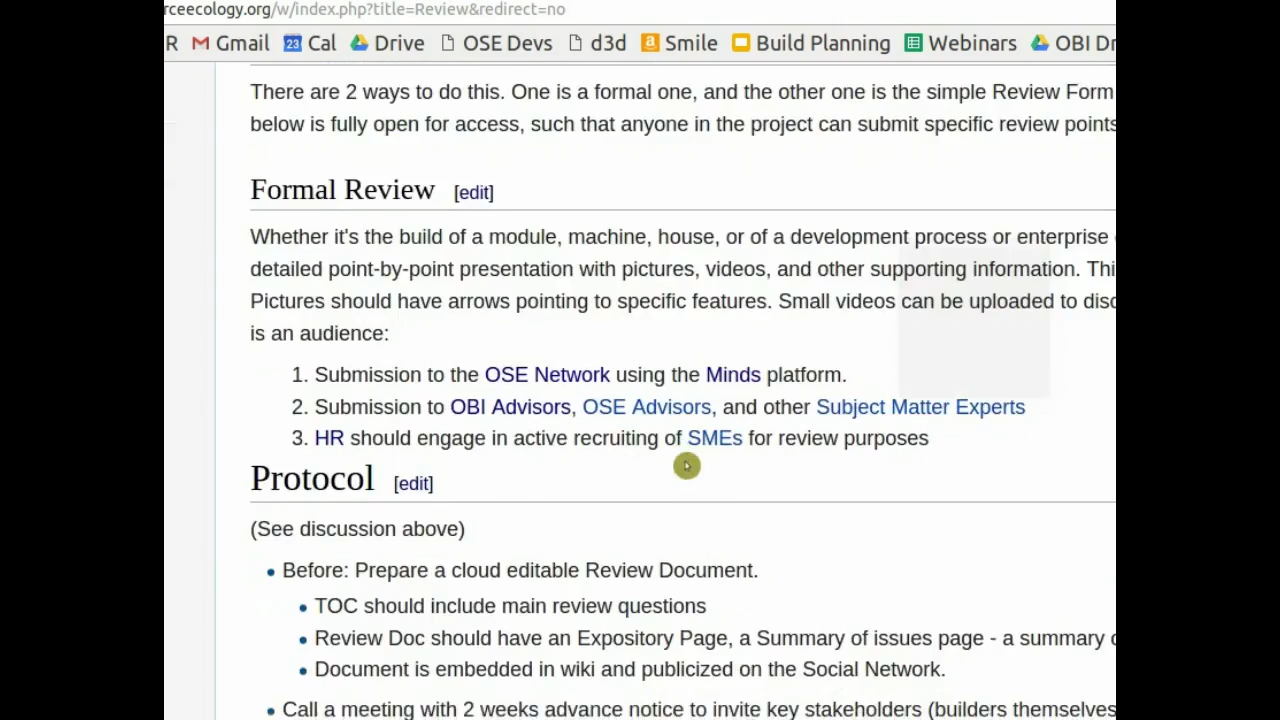 rceecology.org/w/index.php?title=Review&redirect=no
R Gmail 23 Cal Drive OSE Devs d3d a Smile Build Planning Webinars OBI Dr
There are 2 ways to do this. One is a formal one, and the other one is the simple Review Form
below is fully open for access, such that anyone in the project can submit specific review points
Formal Review [edit]
Whether it's the build of a module, machine, house, or of a development process or enterprise
detailed point-by-point presentation with pictures, videos, and other supporting information. Thi
Pictures should have arrows pointing to specific features. Small videos can be uploaded to disc
is an audience:
1. Submission to the OSE Network using the Minds platform.
2. Submission to OBI Advisors, OSE Advisors, and other Subject Matter Experts
3. HR should engage in active recruiting of SMEs for review purposes
Protocol [edit]
(See discussion above)
Before: Prepare a cloud editable Review Document.
TOC should include main review questions
Review Doc should have an Expository Page, a Summary of issues page - a summary
Document is embedded in wiki and publicized on the Social Network.
Call a meeting with 2 weeks advance notice to invite key stakeholders (builders themselves